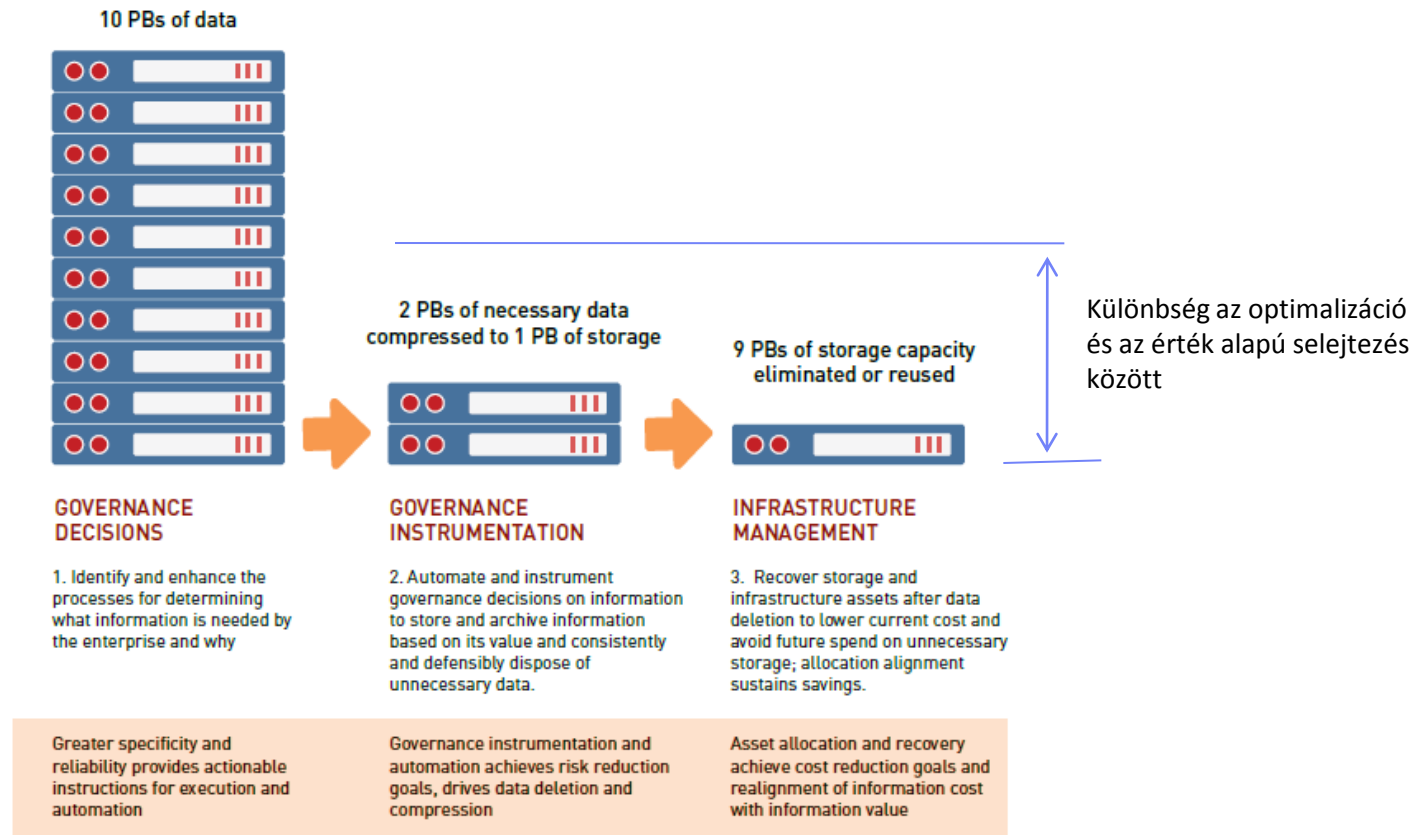 10 PBs of data
2 PBs of necessary data
compressed to 1 PB of storage
9 PBs of storage capacity
eliminated or reused
Különbség az optimalizáció
és az érték alapú selejtezés
között
GOVERNANCE
DECISIONS
1. Identify and enhance the
processes for determining
what information is needed by
the enterprise and why
GOVERNANCE
INSTRUMENTATION
2. Automate and instrument
governance decisions on information
to store and archive information
based on its value and consistently
and defensibly dispose of
unnecessary data.
INFRASTRUCTURE
MANAGEMENT
3. Recover storage and
infrastructure assets after data
deletion to lower current cost and
avoid future spend on unnecessary
storage; allocation alignment
sustains savings.
Greater specificity and
reliability provides actionable
instructions for execution and
automation
Governance instrumentation and
automation achieves risk reduction
goals, drives data deletion and
compression
Asset allocation and recovery
achieve cost reduction goals and
realignment of information cost
with information value